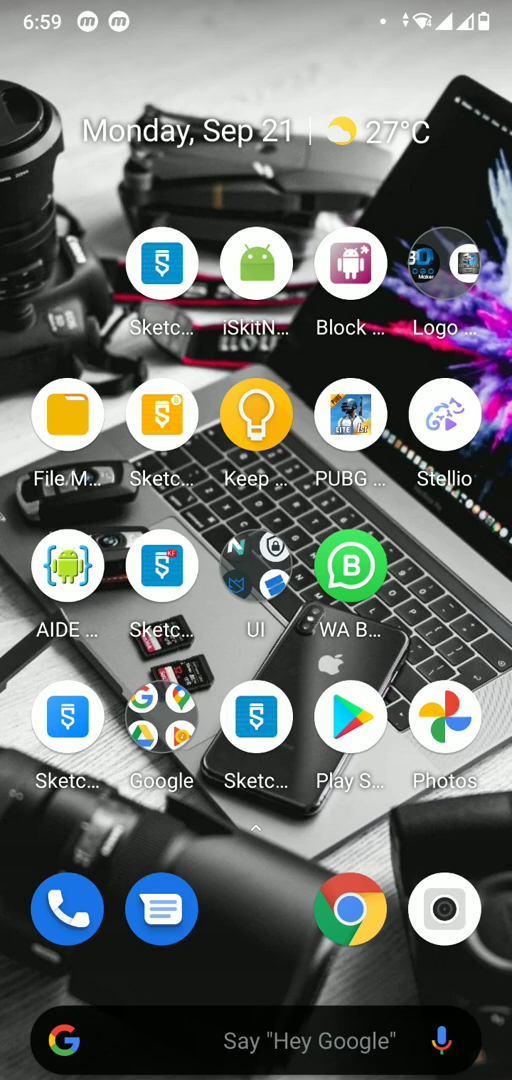 6:59
Monday, Sep 21 | 27°C
Sketc... iSkitN... Block ... Logo ...
File M... Sketc... Keep ... PUBG ... Stellio
AIDE ... Sketc... UI WA B...
Sketc... Google Sketc... Play S... Photos
Say "Hey Google"